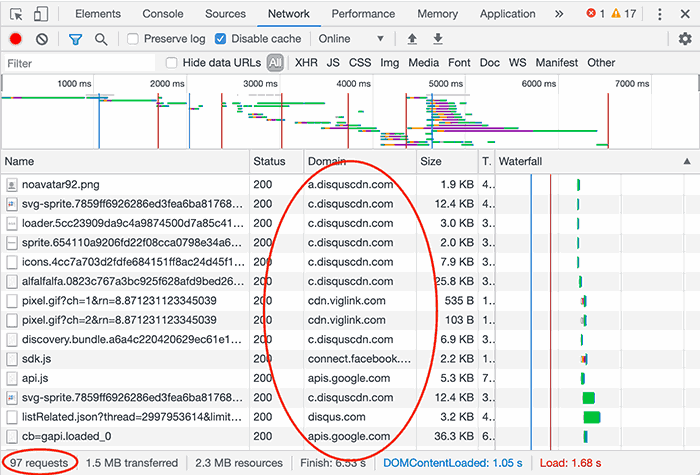 Elements Console Sources Network Performance Memory Application » 1 17
Preserve log Disable cache Online
Filter Hide data URLs All XHR JS CSS Img Media Font Doc WS Manifest Other
1000 ms 2000 ms 3000 ms 4000 ms 5000 ms 6000 ms 7000 ms
Name Status Domain Size T. Waterfall
noavatar92.png 200 a.disquscdn.com 1.9 KB 4..
svg-sprite.7859ff6926286ed3fea6ba81768... 200 c.disquscdn.com 12.4 KB 3..
loader.5cc23909da9c4a9874500d7a85c41... 200 c.disquscdn.com 3.0 KB 3..
sprite.654110a9206fd22f08cca0798e34a6... 200 c.disquscdn.com 2.0 KB 3..
icons.4cc7a703d2fdfe684151ff8ac24d45f1... 200 c.disquscdn.com 7.9 KB 3..
alfalfalfa.0823c767a3bc925fadf9bed26... 200 c.disquscdn.com 25.8 KB 3..
pixel.gif?ch=1&rn=8.871231123345039 200 cdn.viglink.com 535 B 1..
pixel.gif?ch=2&rn=8.871231123345039 200 cdn.viglink.com 103 B 1..
discovery.bundle.a6a4c220420629ec61e1... 200 c.disquscdn.com 6.9 KB 3..
sdk.js 200 connect.facebook.... 2.2 KB 1..
api.js 200 apis.google.com 5.3 KB 7..
svg-sprite.7859ff6926286ed3fea6ba81768... 200 c.disquscdn.com 12.4 KB 3..
listRelated.json?thread=2997953614&limit... 200 disqus.com 3.2 KB 4..
cb=gapi.loaded_0 200 apis.google.com 36.3 KB 6..
97 requests 1.5 MB transferred 2.3 MB resources Finish: 6.53 s DOMContentLoaded: 1.05 s Load: 1.68 s